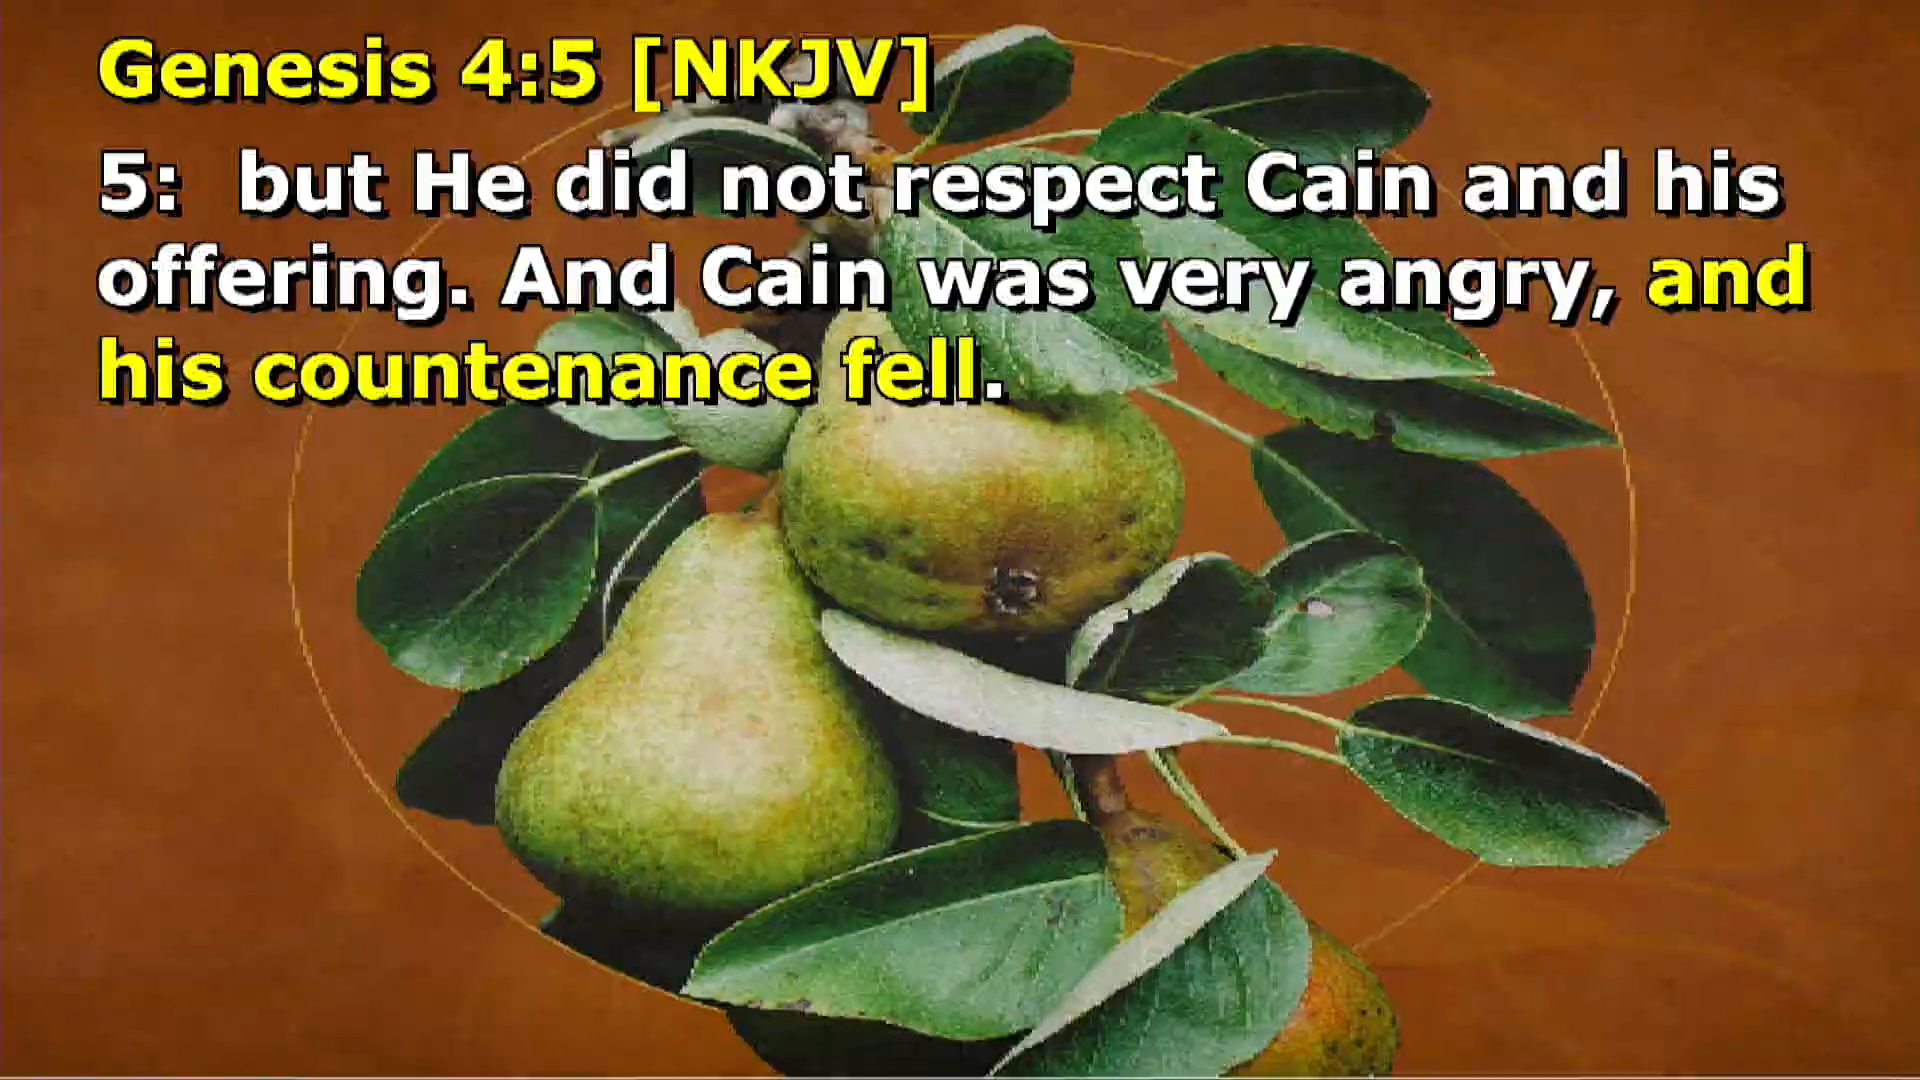 Genesis 4:5 [NKJV]
5: but He did not respect Cain and his
offering. And Cain was very angry, and
his countenance fell.